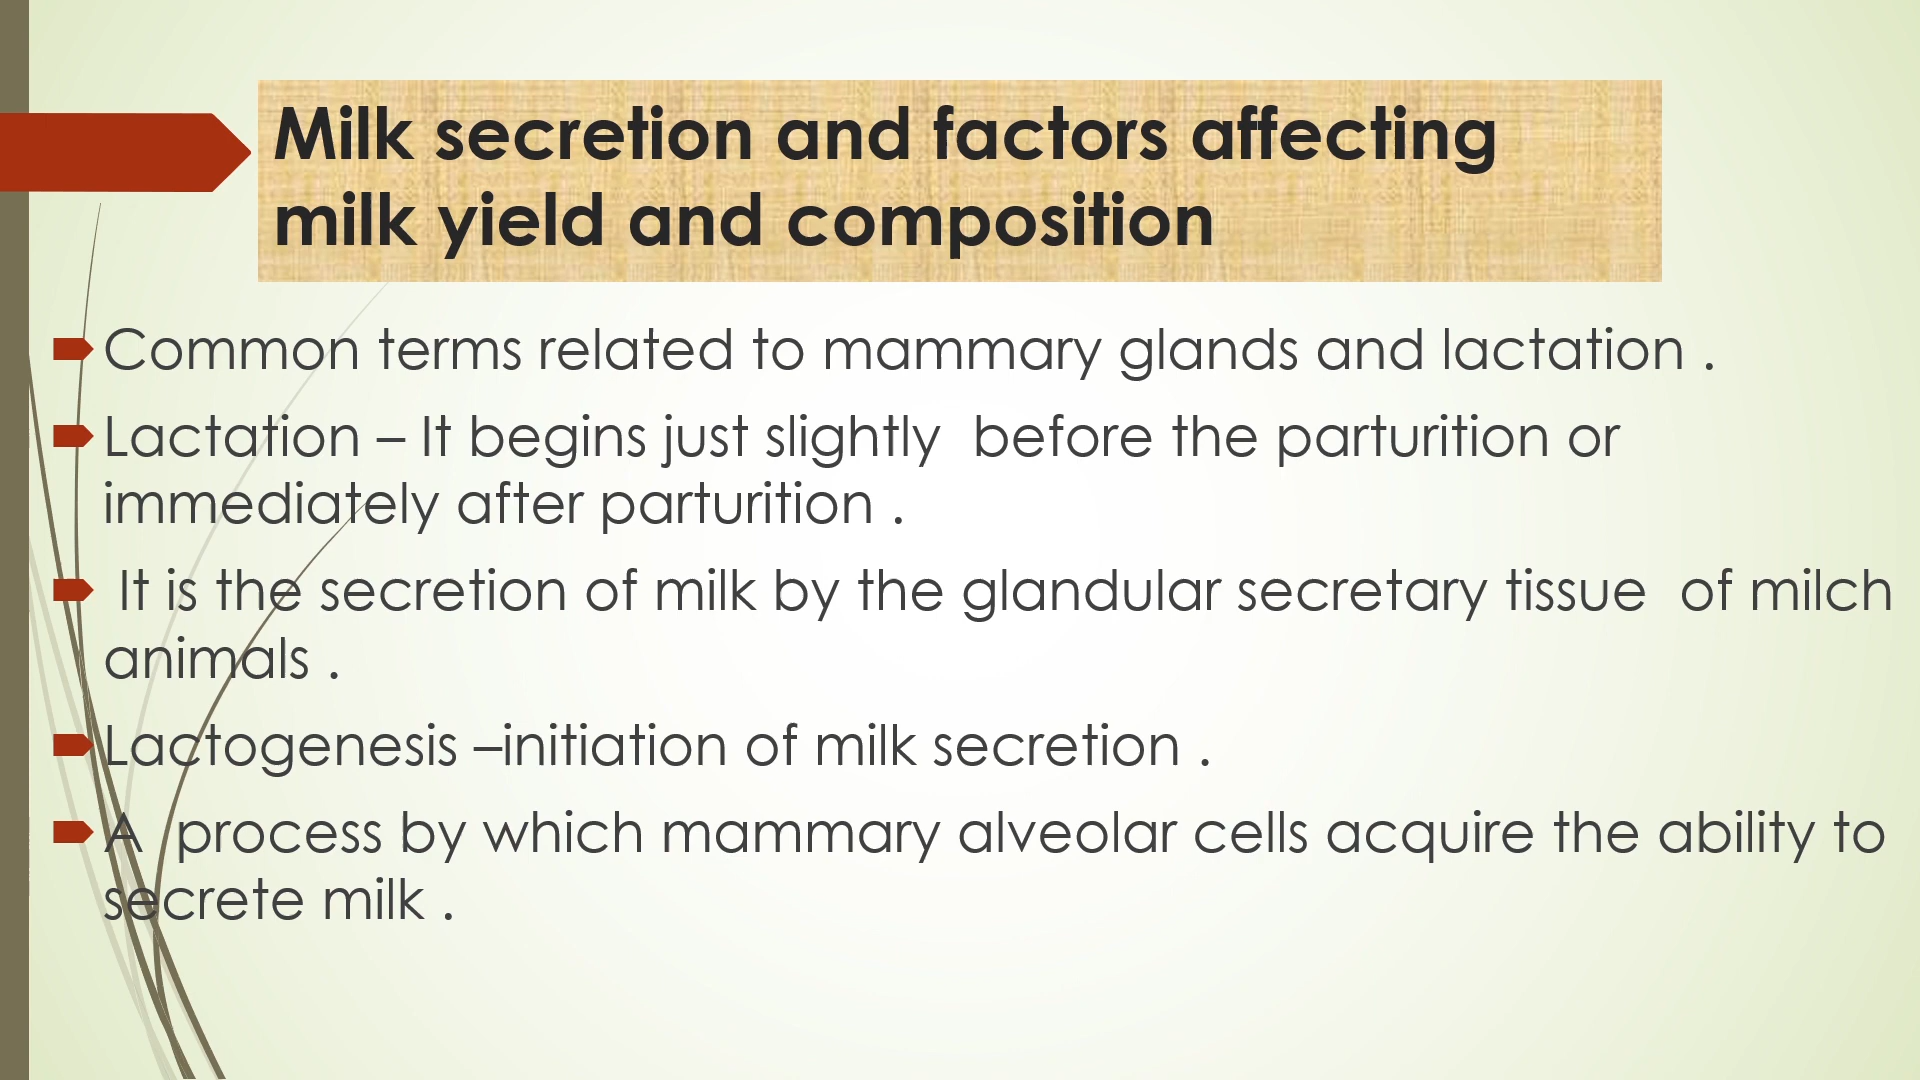 Milk secretion and factors affecting
milk yield and composition
Common terms related to mammary glands and lactation .
Lactation – It begins just slightly  before the parturition or
immediately after parturition .
It is the secretion of milk by the glandular secretary tissue  of milch
animals .
Lactogenesis –initiation of milk secretion .
A  process by which mammary alveolar cells acquire the ability to
secrete milk .